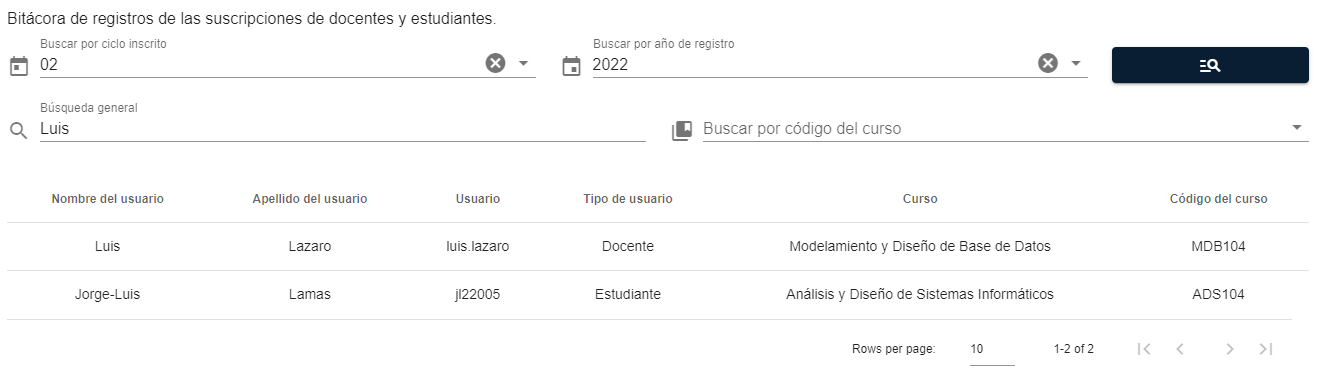 Bitácora de registros de las suscripciones de docentes y estudiantes.
Buscar por ciclo inscrito Buscar por año de registro
02 2022
Búsqueda general
Luis Buscar por código del curso
Nombre del usuario Apellido del usuario Usuario Tipo de usuario Curso Código del curso
Luis Lazaro luis.lazaro Docente Modelamiento y Diseño de Base de Datos MDB104
Jorge-Luis Lamas jl22005 Estudiante Análisis y Diseño de Sistemas Informáticos ADS104
Rows per page: 10 1-2 of 2